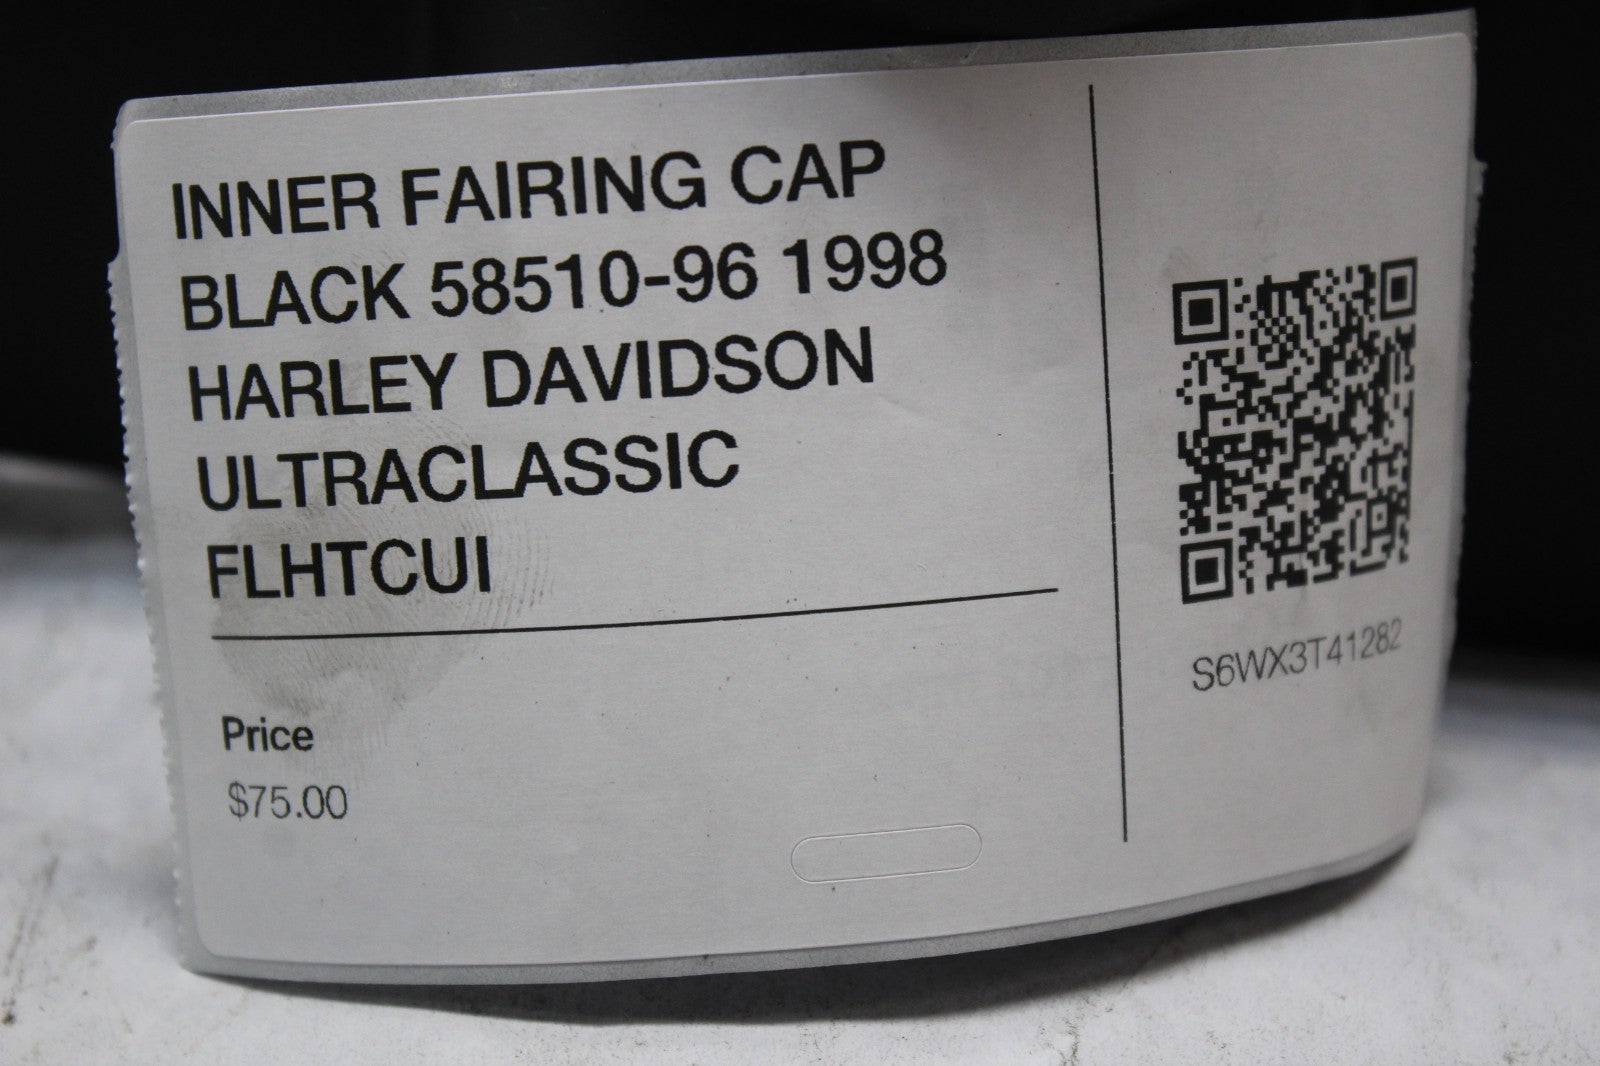 INNER FAIRING CAP
BLACK 58510-96 1998
HARLEY DAVIDSON
ULTRACLASSIC
FLHTCUI
Price
$75.00
S6WX3T41282